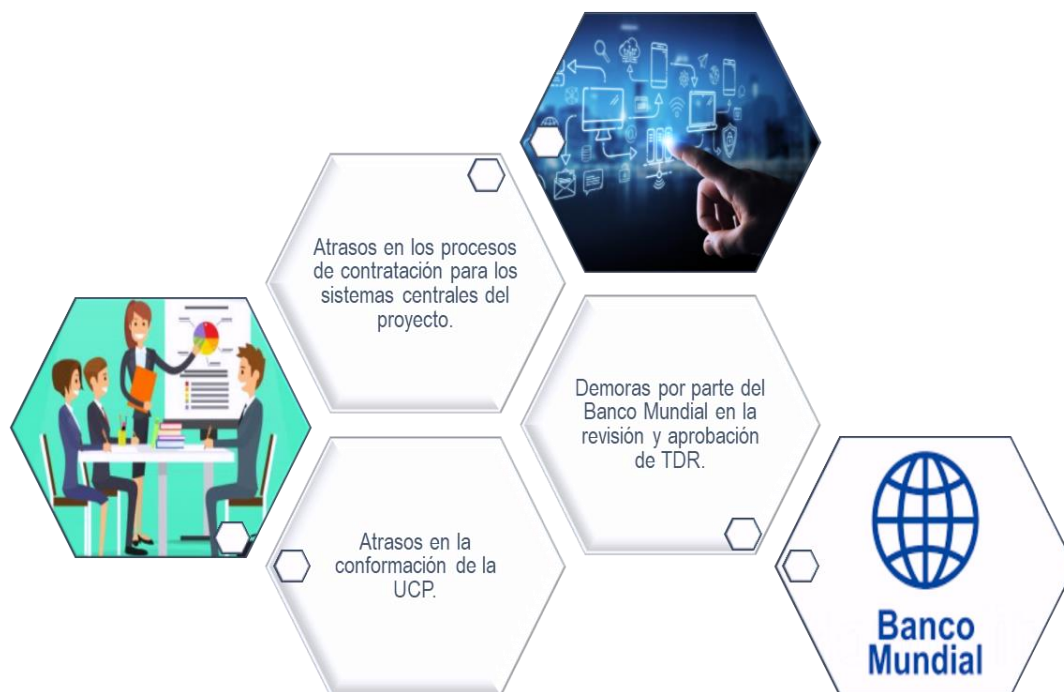 Atrasos en los procesos
de contratación para los
sistemas centrales del
proyecto.
Demoras por parte del
Banco Mundial en la
revisión y aprobación
de TDR.
Atrasos en la
conformación de la
UCP.
Banco
Mundial